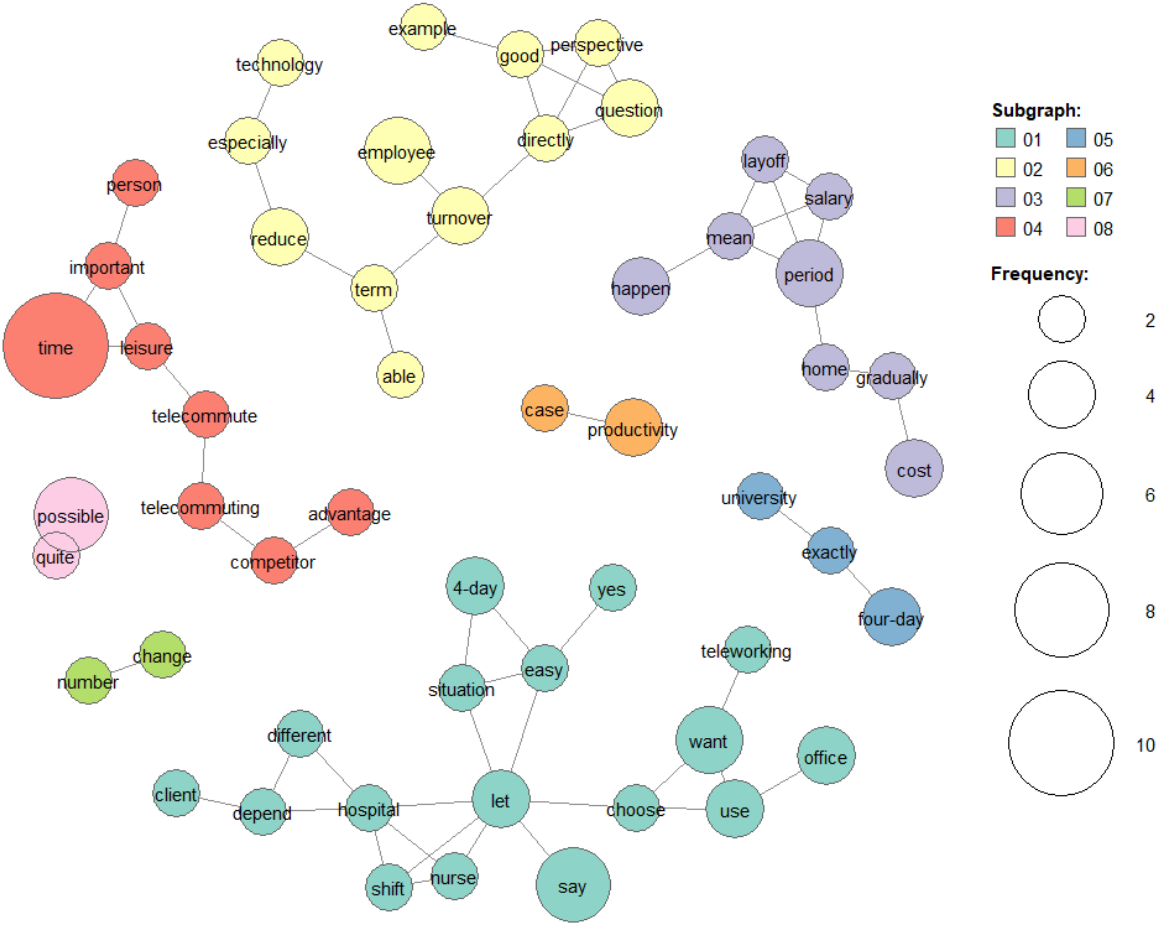 example
perspective
good
technology
question
especially
directly
employee
person
turnover
reduce
important
term
time
leisure
able
telecommute
telecommuting
advantage
competitor
possible
quite
case
productivity
layoff
salary
mean
period
happen
home
gradually
cost
university
exactly
four-day
number
change
4-day
yes
situation
easy
teleworking
want
office
use
choose
let
different
client
depend
hospital
shift
nurse
say
Subgraph:
01 05
02 06
03 07
04 08
Frequency:
2
4
6
8
10